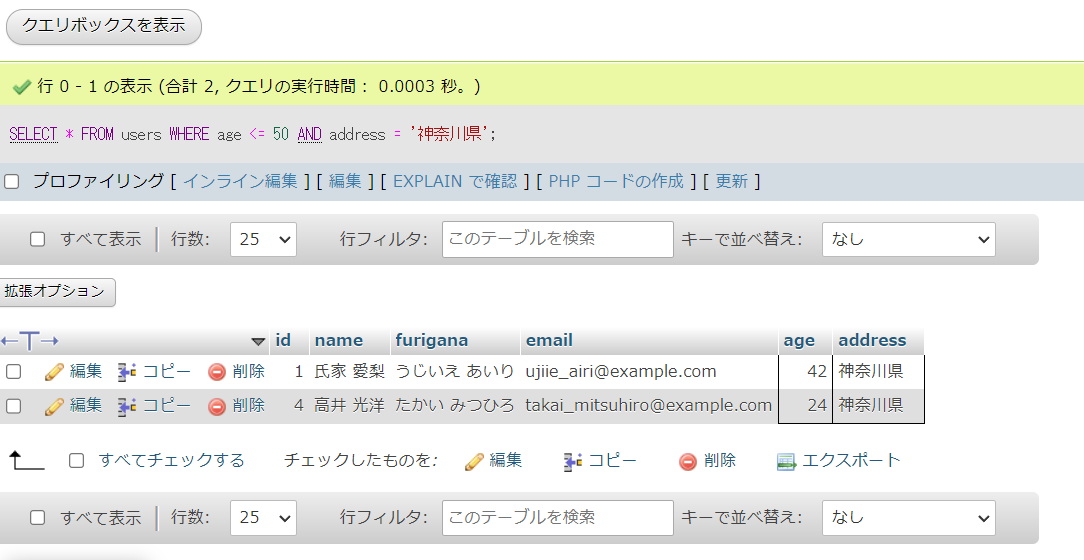 クエリボックスを表示
行 0 - 1 の表示 (合計 2, クエリの実行時間： 0.0003 秒。)
SELECT * FROM users WHERE age <= 50 AND address = '神奈川県';
プロファイリング [ インライン編集 ] [ 編集 ] [ EXPLAIN で確認 ] [ PHP コードの作成 ] [ 更新 ]
すべて表示 行数: 25 行フィルタ: このテーブルを検索 キーで並べ替え: なし
拡張オプション
←T→ id name furigana email age address
編集 コピー 削除 1 氏家 愛梨 うじいえ あいり ujiie_airi@example.com 42 神奈川県
編集 コピー 削除 4 高井 光洋 たかい みつひろ takai_mitsuhiro@example.com 24 神奈川県
すべてチェックする チェックしたものを: 編集 コピー 削除 エクスポート
すべて表示 行数: 25 行フィルタ: このテーブルを検索 キーで並べ替え: なし